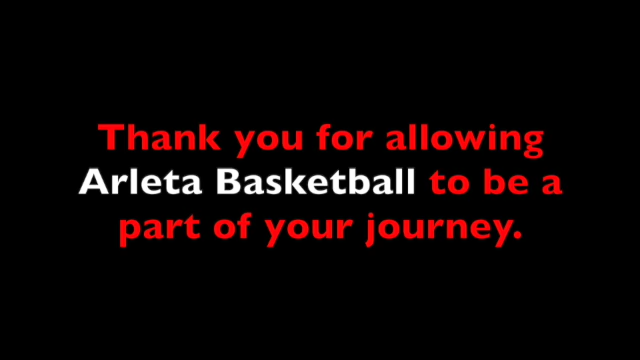 Thank you for allowing
Arleta Basketball to be a
part of your journey.